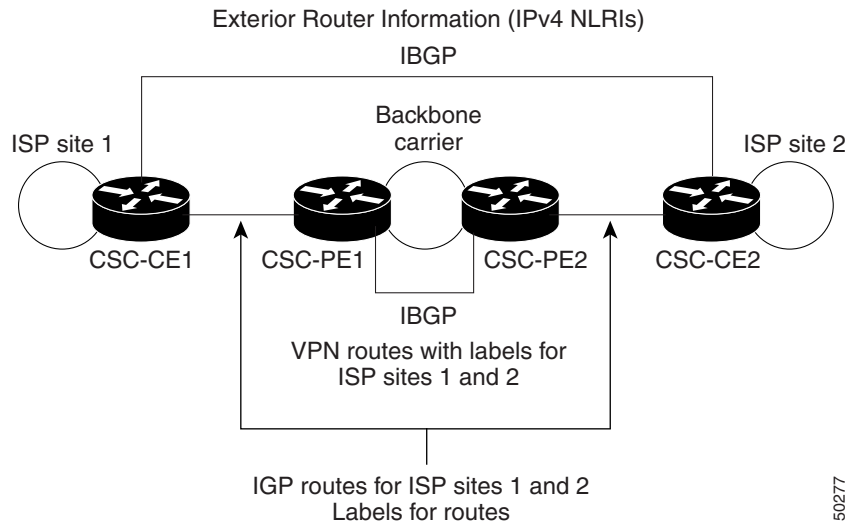 Exterior Router Information (IPv4 NLRIs)
IBGP
ISP site 1
Backbone
carrier
ISP site 2
CSC-CE1
CSC-PE1
CSC-PE2
CSC-CE2
IBGP
VPN routes with labels for
ISP sites 1 and 2
IGP routes for ISP sites 1 and 2
Labels for routes
50277